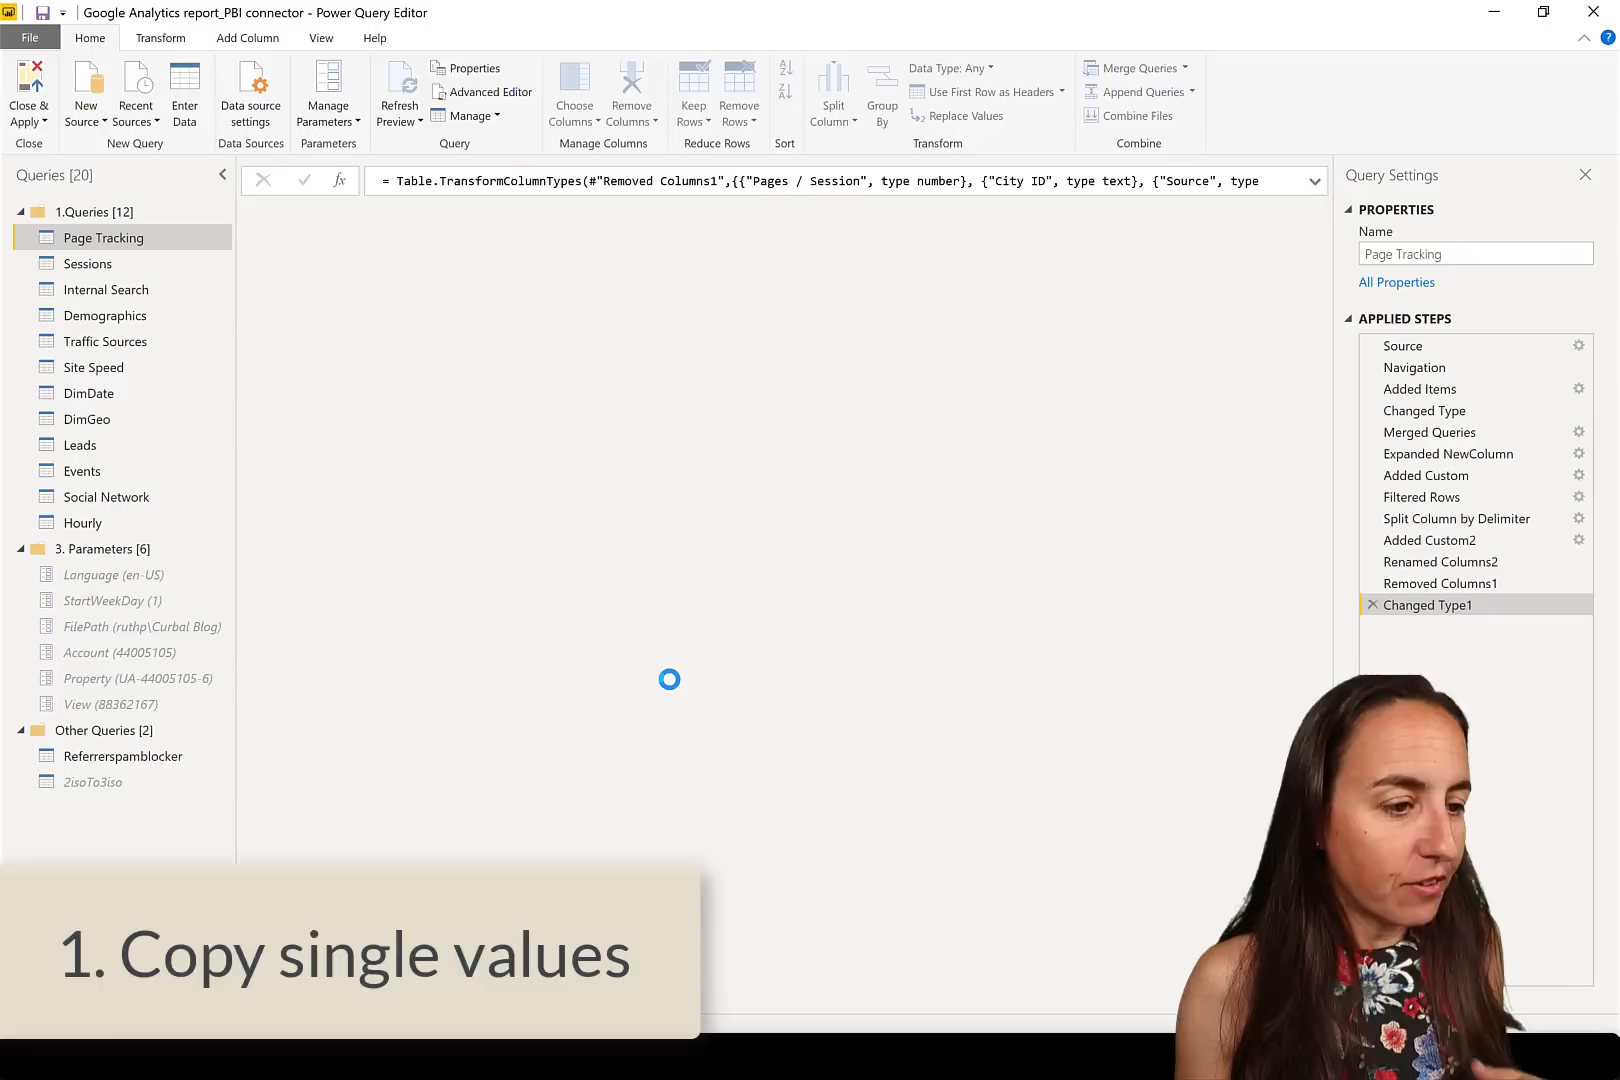 Google Analytics report_PBI connector - Power Query Editor
File
Home
Transform
Add Column
View
Help
Close & Apply
New Source
Recent Sources
Enter Data
Data source settings
Manage Parameters
Refresh Preview
Properties
Advanced Editor
Manage
Choose Columns
Remove Columns
Keep Rows
Remove Rows
Split Column
Group By
Data Type: Any
Use First Row as Headers
Replace Values
Merge Queries
Append Queries
Combine Files
Close
New Query
Data Sources
Parameters
Query
Manage Columns
Reduce Rows
Sort
Transform
Combine
Queries [20]
fx
= Table.TransformColumnTypes(#"Removed Columns1",{{"Pages / Session", type number}, {"City ID", type text}, {"Source", type
1.Queries [12]
Page Tracking
Sessions
Internal Search
Demographics
Traffic Sources
Site Speed
DimDate
DimGeo
Leads
Events
Social Network
Hourly
3. Parameters [6]
Language (en-US)
StartWeekDay (1)
FilePath (ruthp\Curbal Blog)
Account (44005105)
Property (UA-44005105-6)
View (88362167)
Other Queries [2]
Referrerspamblocker
2isoTo3iso
Query Settings
PROPERTIES
Name
Page Tracking
All Properties
APPLIED STEPS
Source
Navigation
Added Items
Changed Type
Merged Queries
Expanded NewColumn
Added Custom
Filtered Rows
Split Column by Delimiter
Added Custom2
Renamed Columns2
Removed Columns1
Changed Type1
1. Copy single values